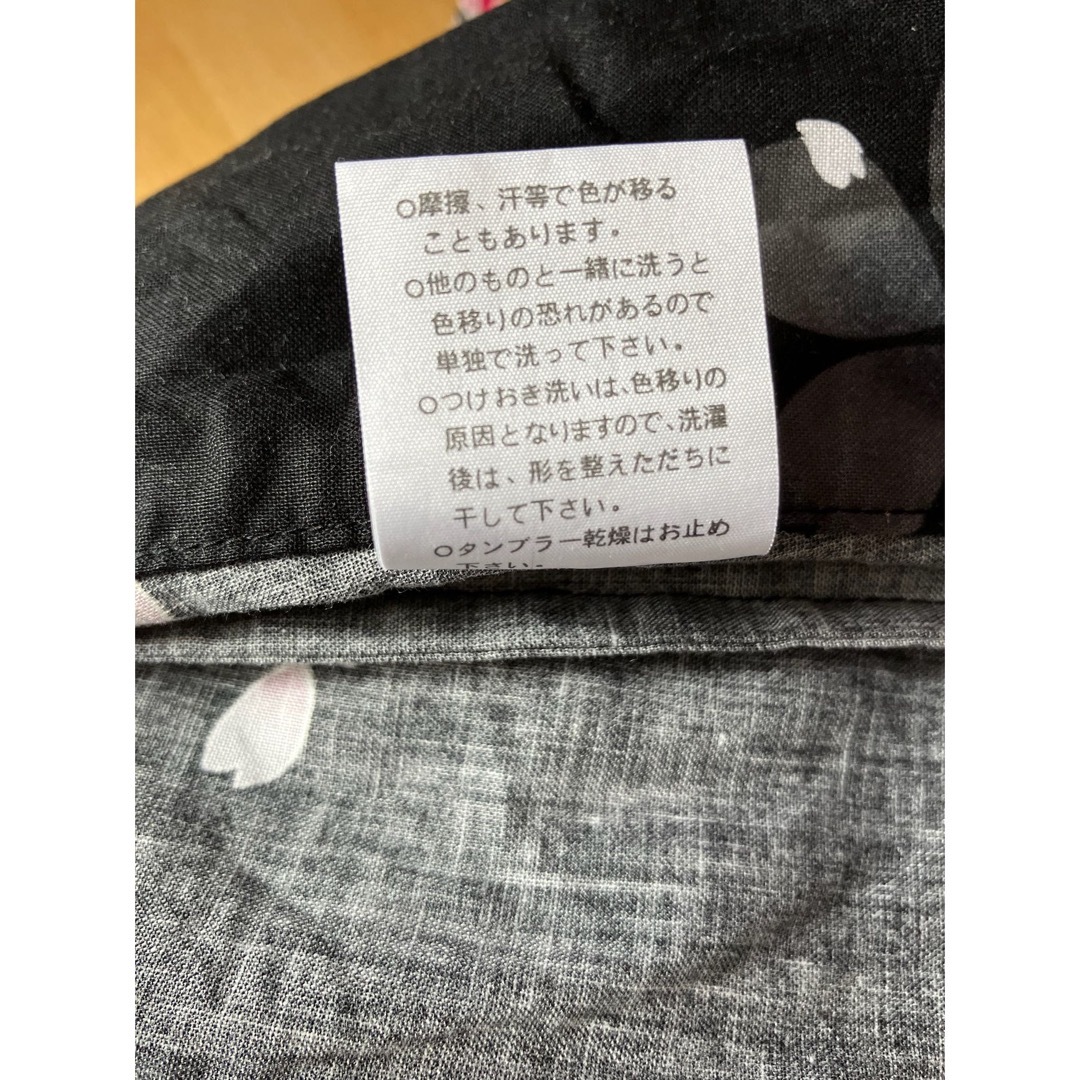 ○摩擦、汗等で色が移る
こともあります。
○他のものと一緒に洗うと
色移りの恐れがあるので
単独で洗って下さい。
○つけおき洗いは、色移りの
原因となりますので、洗濯
後は、形を整えただちに
干して下さい。
○タンブラー乾燥はお止め
下さい。